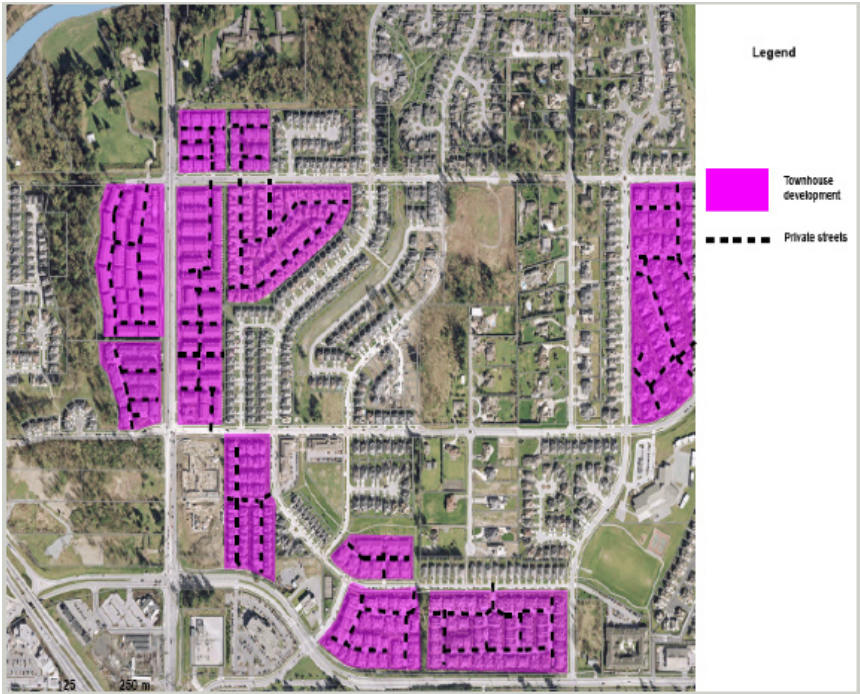 Legend
Townhouse
development
Private streets
125 250 m